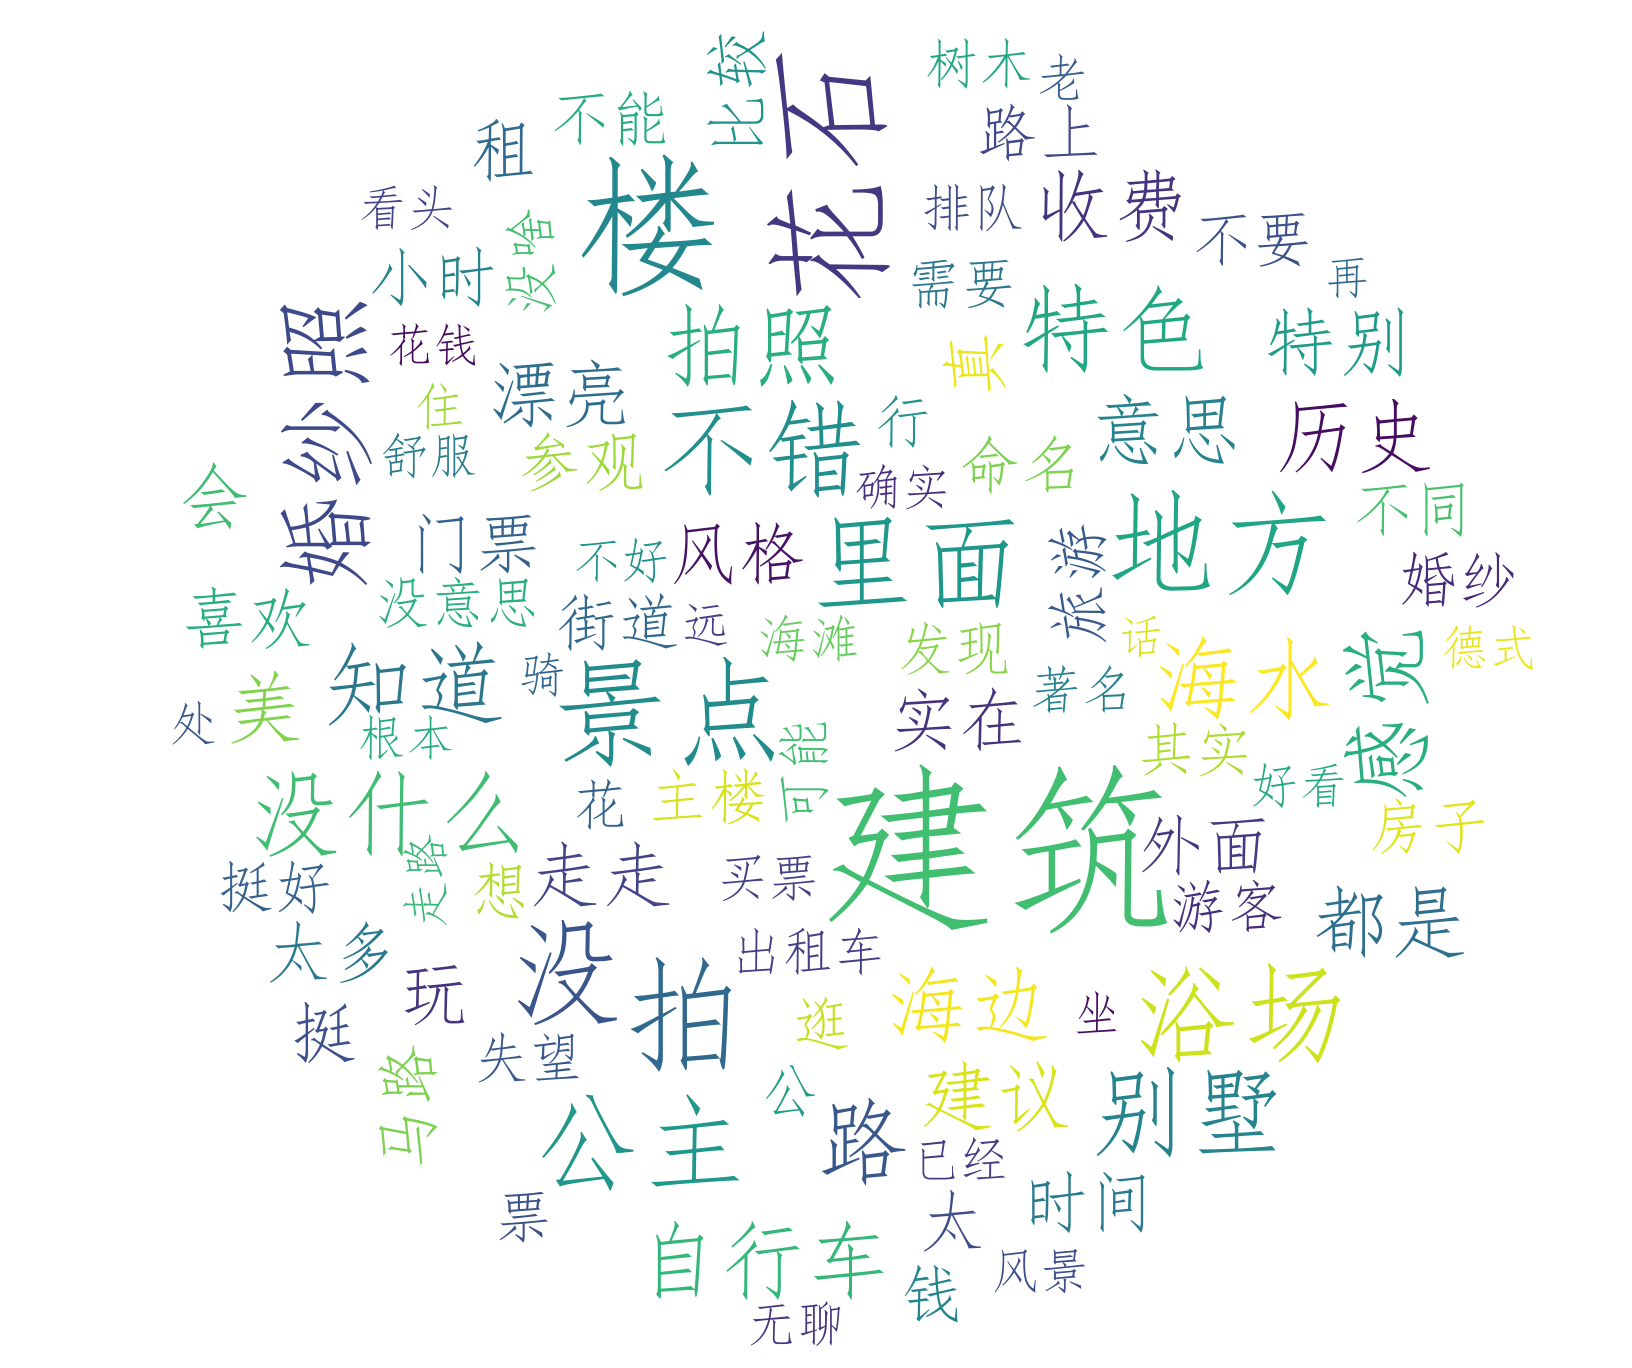 树木
老
比较
花石
不能
路上
租
楼
看头
排队
收费
不要
没啥
小时
需要
再
婚纱照
花钱
拍照
真
特色
特别
漂亮
住
不错
行
意思
历史
舒服
参观
确实
命名
会
门票
不好
风格
里面
地方
不同
旅游
婚纱
喜欢
没意思
街道
远
海滩
发现
话
海水
感觉
德式
处
美
知道
骑
景点
实在
著名
根本
可能
其实
好看
没什么
花
主楼
建筑
外面
房子
挺好
走路
想
走走
买票
游客
都是
太多
玩
没
拍
出租车
海边
坐
浴场
挺
失望
逛
马路
公主
公
路
建议
别墅
已经
票
太
时间
自行车
钱
风景
无聊